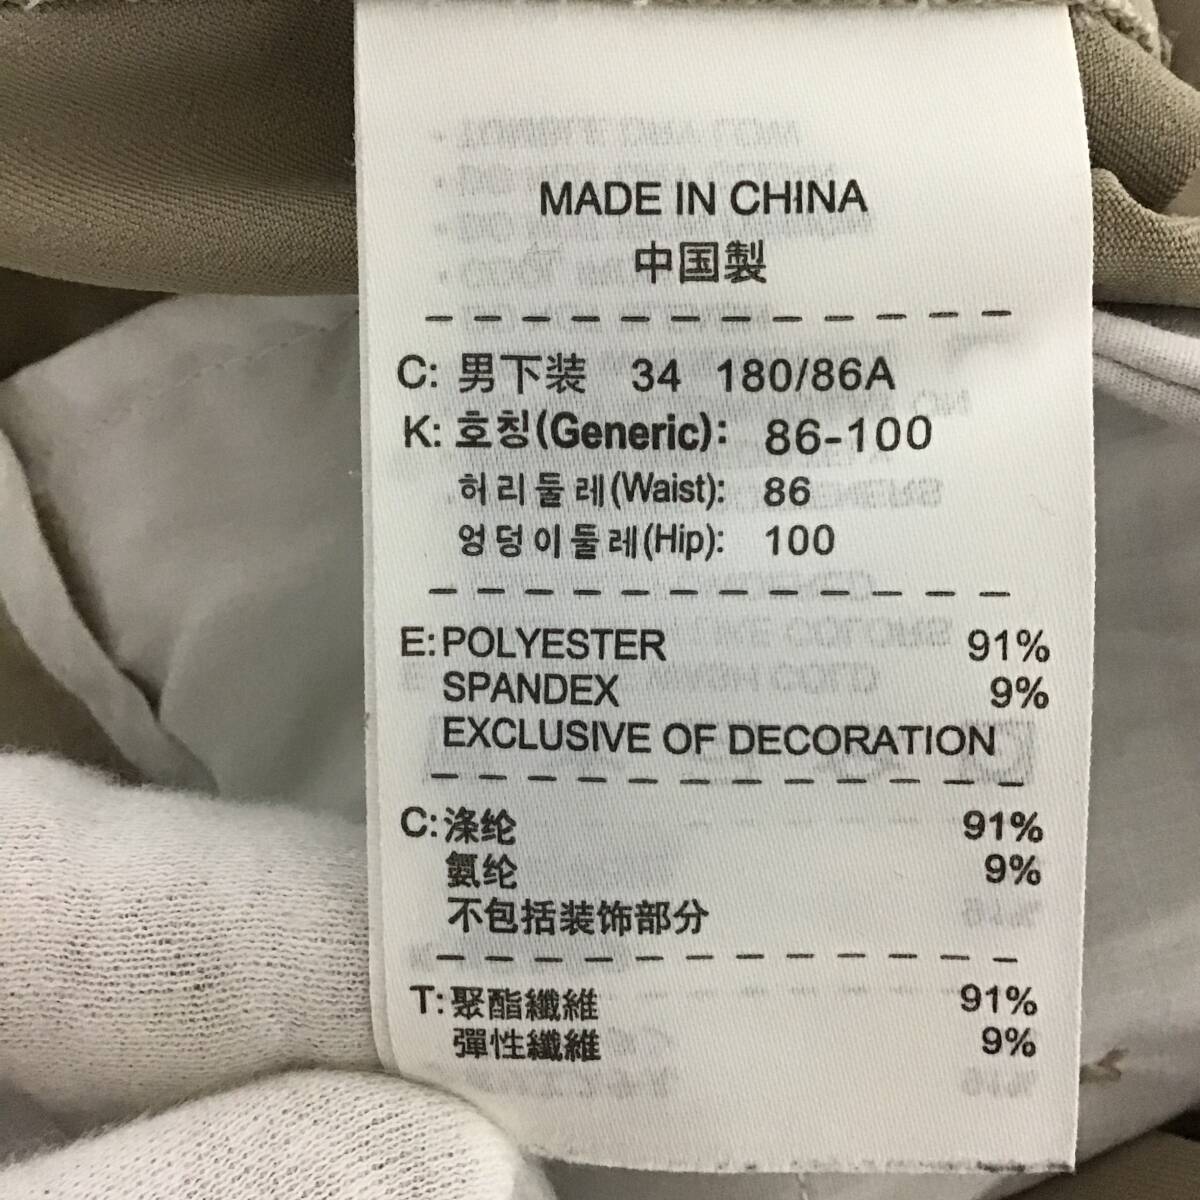 MADE IN CHINA
中国製
C: 男下装 34 180/86A
K: 호칭(Generic): 86-100
허리둘레(Waist): 86
엉덩이둘레(Hip): 100
E: POLYESTER 91%
SPANDEX 9%
EXCLUSIVE OF DECORATION
C: 涤纶 91%
氨纶 9%
不包括装饰部分
T: 聚酯纖維 91%
彈性纖維 9%